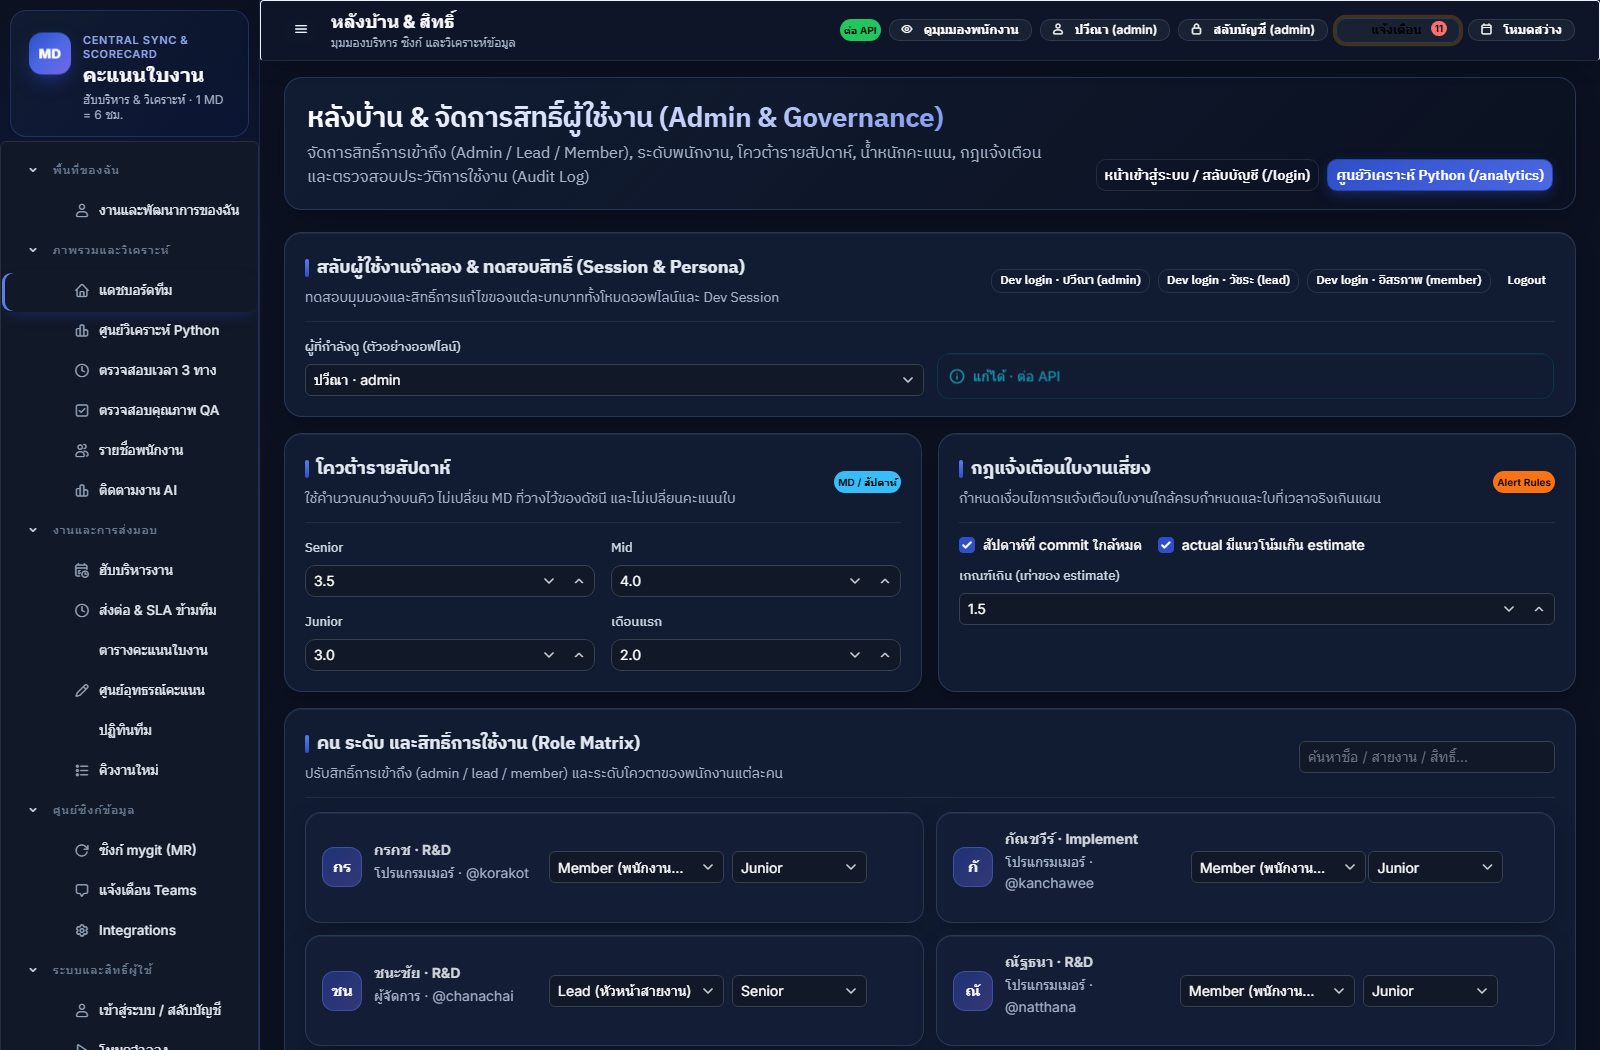 MD
CENTRAL SYNC &
SCORECARD
คะแนนใบงาน
ฮับบริหาร & วิเคราะห์ · 1 MD
= 6 ชม.
พื้นที่ของฉัน
งานและพัฒนาการของฉัน
ภาพรวมและวิเคราะห์
แดชบอร์ดทีม
ศูนย์วิเคราะห์ Python
ตรวจสอบเวลา 3 ทาง
ตรวจสอบคุณภาพ QA
รายชื่อพนักงาน
ติดตามงาน AI
งานและการส่งมอบ
ฮับบริหารงาน
ส่งต่อ & SLA ข้ามทีม
ตารางคะแนนใบงาน
ศูนย์อุทธรณ์คะแนน
ปฏิทินทีม
คิวงานใหม่
ศูนย์ซิงก์ข้อมูล
ซิงก์ mygit (MR)
แจ้งเตือน Teams
Integrations
ระบบและสิทธิ์ผู้ใช้
เข้าสู่ระบบ / สลับบัญชี
หลังบ้าน & สิทธิ์
มุมมองบริหาร ซิงก์ และวิเคราะห์ข้อมูล
ต่อ API
ดูมุมมองพนักงาน
ปวีณา (admin)
สลับบัญชี (admin)
แจ้งเตือน 11
โหมดสว่าง
หลังบ้าน & จัดการสิทธิ์ผู้ใช้งาน (Admin & Governance)
จัดการสิทธิ์การเข้าถึง (Admin / Lead / Member), ระดับพนักงาน, โควต้ารายสัปดาห์, น้ำหนักคะแนน, กฎแจ้งเตือน
และตรวจสอบประวัติการใช้งาน (Audit Log)
หน้าเข้าสู่ระบบ / สลับบัญชี (/login)
ศูนย์วิเคราะห์ Python (/analytics)
สลับผู้ใช้งานจำลอง & ทดสอบสิทธิ์ (Session & Persona)
ทดสอบมุมมองและสิทธิ์การแก้ไขของแต่ละบทบาททั้งโหมดออฟไลน์และ Dev Session
Dev login · ปวีณา (admin)
Dev login · วัชระ (lead)
Dev login · อิสรภาพ (member)
Logout
ผู้ที่กำลังดู (ตัวอย่างออฟไลน์)
ปวีณา · admin
แก้ได้ · ต่อ API
โควต้ารายสัปดาห์
ใช้คำนวณคนว่างบนคิว ไม่เปลี่ยน MD ที่วางไว้ของดัชนี และไม่เปลี่ยนคะแนนใบ
MD / สัปดาห์
Senior
3.5
Mid
4.0
Junior
3.0
เดือนแรก
2.0
กฎแจ้งเตือนใบงานเสี่ยง
กำหนดเงื่อนไขการแจ้งเตือนใบงานใกล้ครบกำหนดและใบที่เวลาจริงเกินแผน
Alert Rules
สัปดาห์ที่ commit ใกล้หมด
actual มีแนวโน้มเกิน estimate
เกณฑ์เกิน (เท่าของ estimate)
1.5
คน ระดับ และสิทธิ์การใช้งาน (Role Matrix)
ปรับสิทธิ์การเข้าถึง (admin / lead / member) และระดับโควตาของพนักงานแต่ละคน
ค้นหาชื่อ / สายงาน / สิทธิ์...
กร
กรกช · R&D
โปรแกรมเมอร์ · @korakot
Member (พนักงาน...
Junior
กั
กัณชวีร์ · Implement
โปรแกรมเมอร์ ·
@kanchawee
Member (พนักงาน...
Junior
ชน
ชนะชัย · R&D
ผู้จัดการ · @chanachai
Lead (หัวหน้าสายงาน)
Senior
ณั
ณัฐธนา · R&D
โปรแกรมเมอร์ ·
@natthana
Member (พนักงาน...
Junior